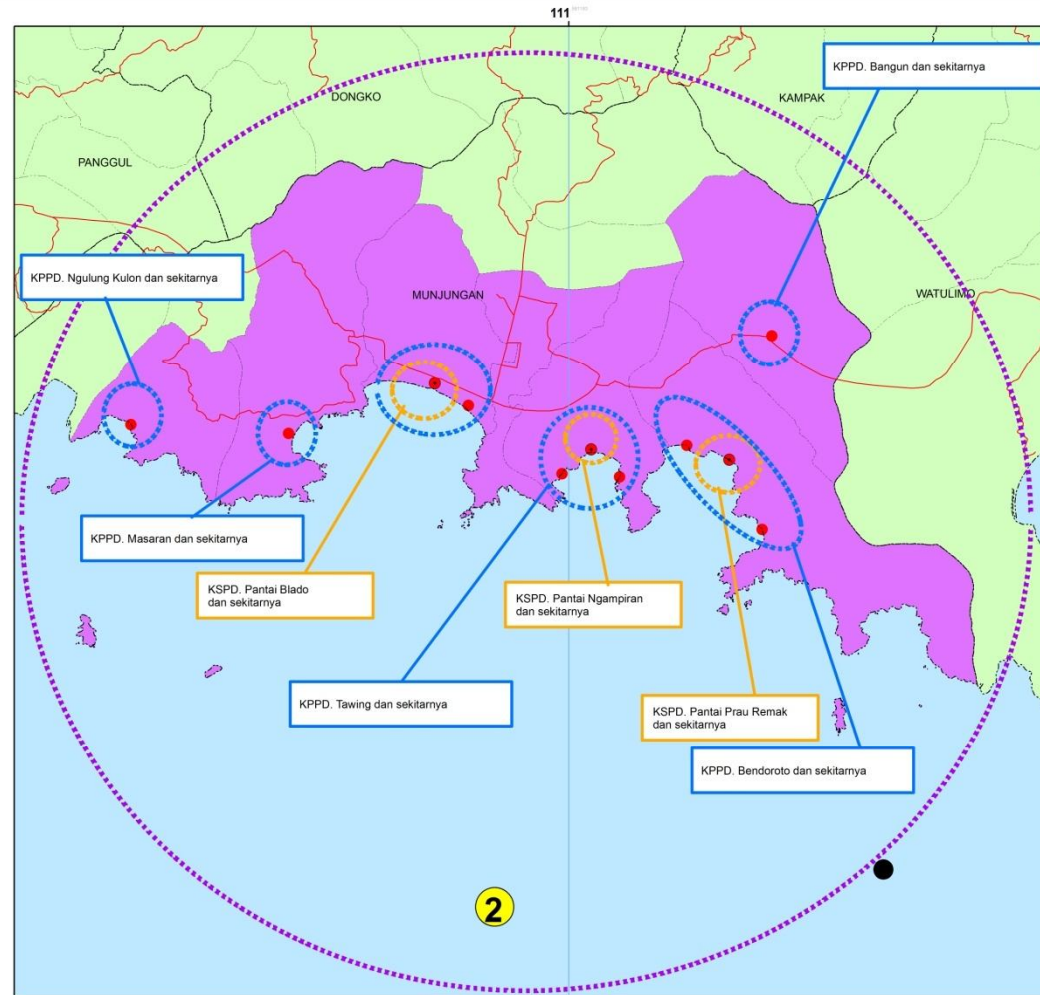 111
KPPD. Bangun dan sekitarnya
DONGKO
KAMPAK
PANGGUL
KPPD. Ngulung Kulon dan sekitarnya
MUNJUNGAN
WATULIMO
KPPD. Masaran dan sekitarnya
KSPD. Pantai Blado
dan sekitarnya
KSPD. Pantai Ngampiran
dan sekitarnya
KPPD. Tawing dan sekitarnya
KSPD. Pantai Prau Remak
dan sekitarnya
KPPD. Bendoroto dan sekitarnya
2